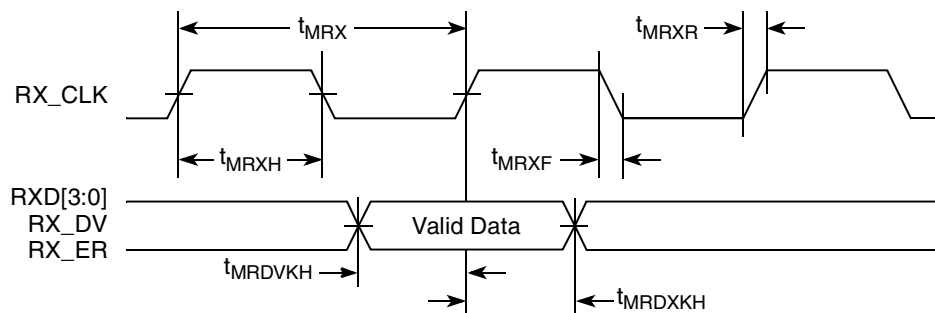 tMRX
tMRXR
RX_CLK
tMRXH
tMRXF
RXD[3:0]
RX_DV
Valid Data
RX_ER
tMRDVKH
tMRDXKH